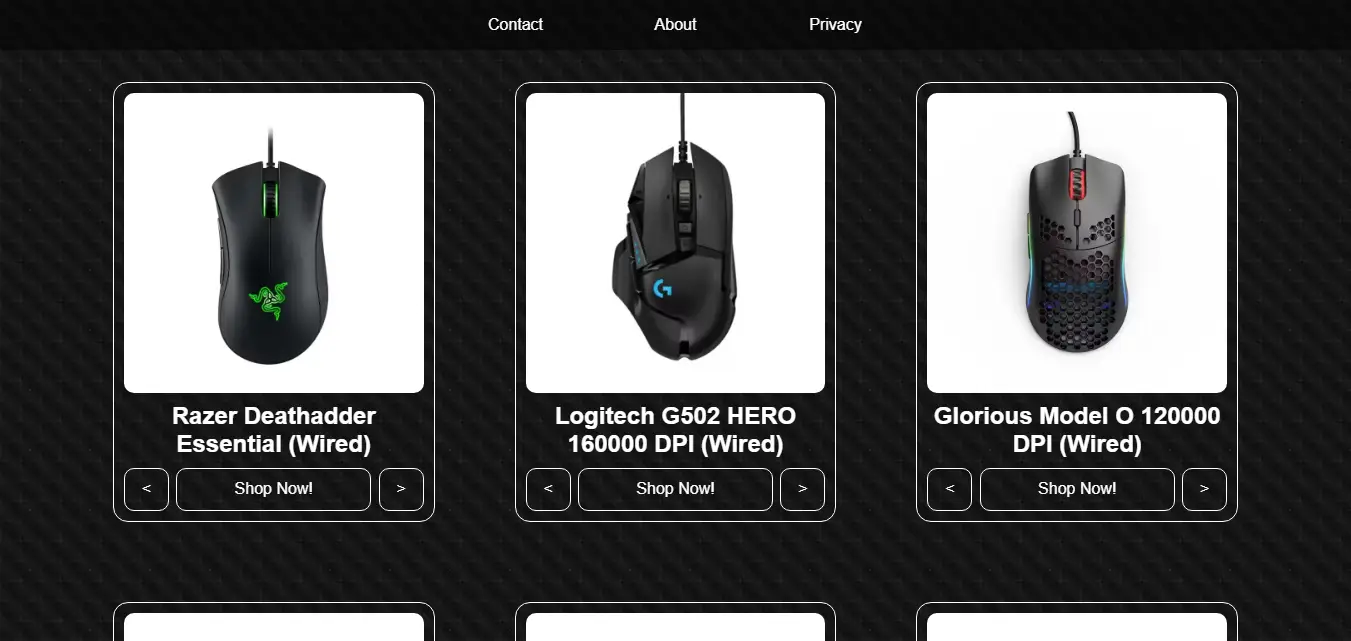 Contact About Privacy
Razer Deathadder
Essential (Wired)
< Shop Now! >
Logitech G502 HERO
160000 DPI (Wired)
< Shop Now! >
Glorious Model O 120000
DPI (Wired)
< Shop Now! >